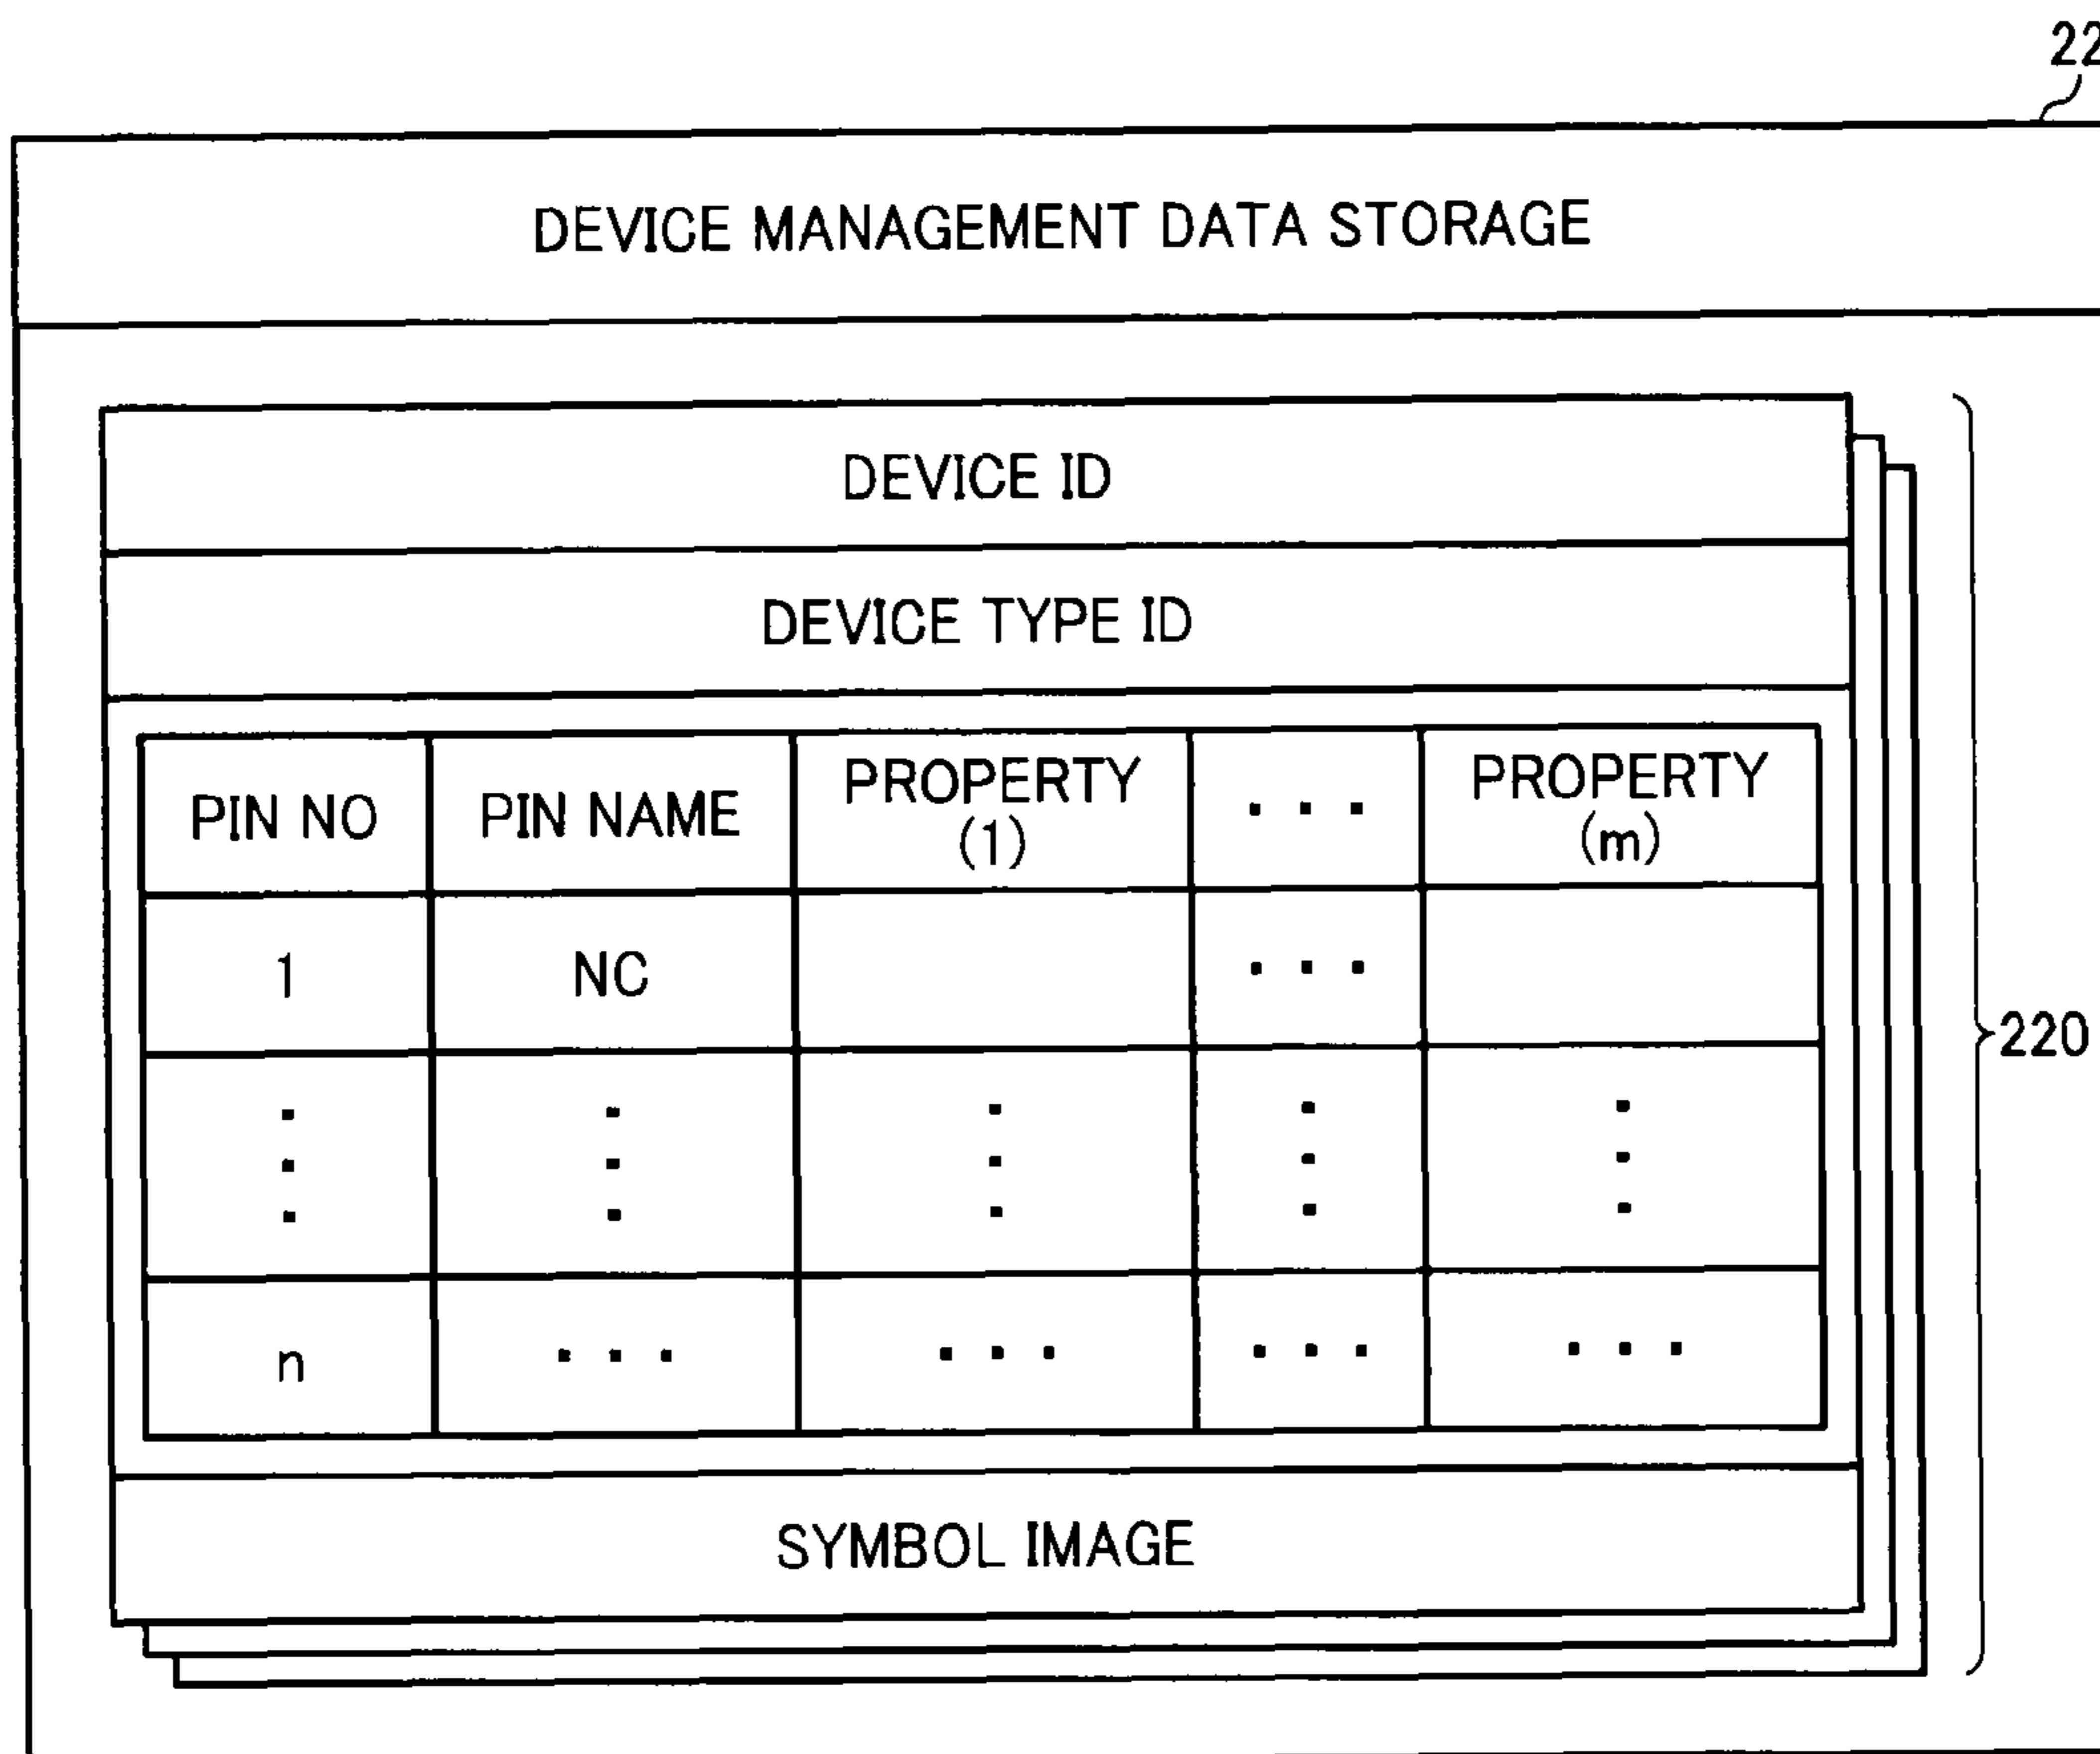 22
DEVICE MANAGEMENT DATA STORAGE
DEVICE ID
DEVICE TYPE ID
PIN NO PIN NAME PROPERTY (1) ... PROPERTY (m)
1 NC ...
n ... ... ... ...
220
SYMBOL IMAGE